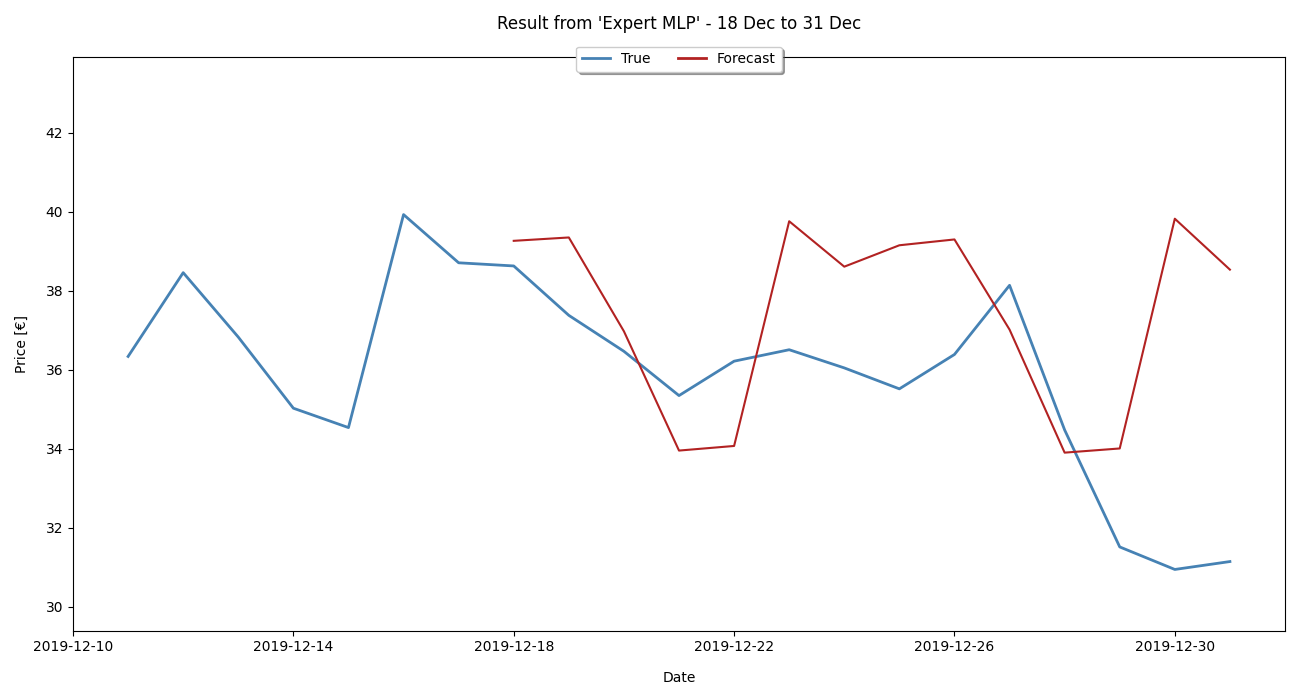 Result from 'Expert MLP' - 18 Dec to 31 Dec
True Forecast
42
40
38
36
34
32
30
Price [€]
2019-12-10 2019-12-14 2019-12-18 2019-12-22 2019-12-26 2019-12-30
Date